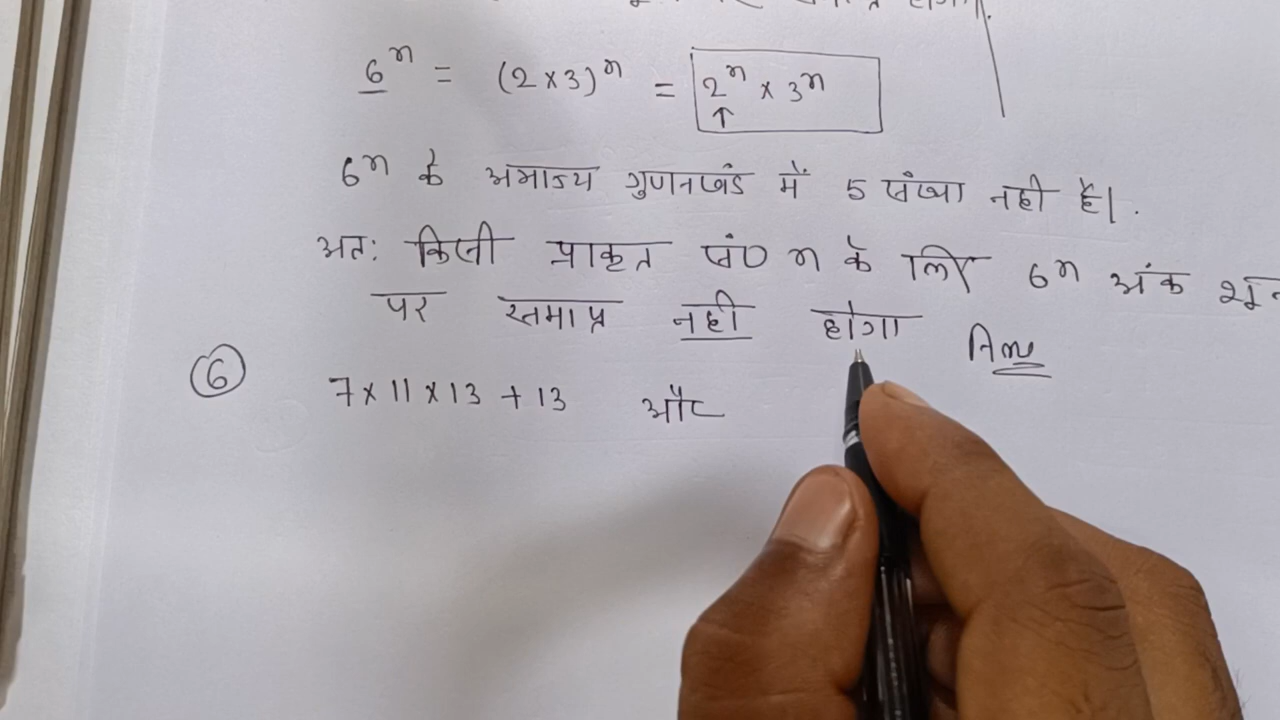 6ⁿ = (2×3)ⁿ = 2ⁿ × 3ⁿ
↑
6ⁿ के अभाज्य गुणनखंड में 5 संख्या नही है।.
अतः किसी प्राकृत सं० n के लिए 6ⁿ अंक
पर समाप्त नही होगा Ans
6 7×11×13+13 और